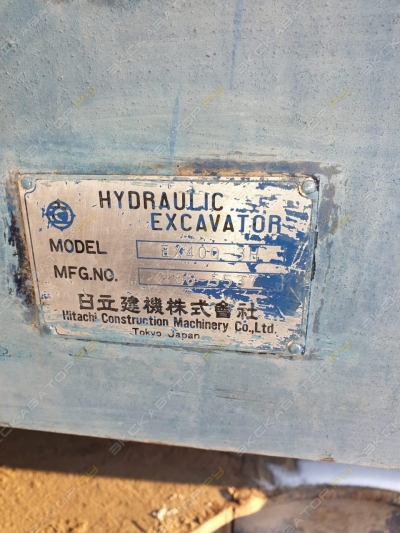 HYDRAULIC
EXCAVATOR
MODEL
MFG.NO.
日立建機株式會社
Hitachi Construction Machinery Co.,Ltd.
Tokyo Japan